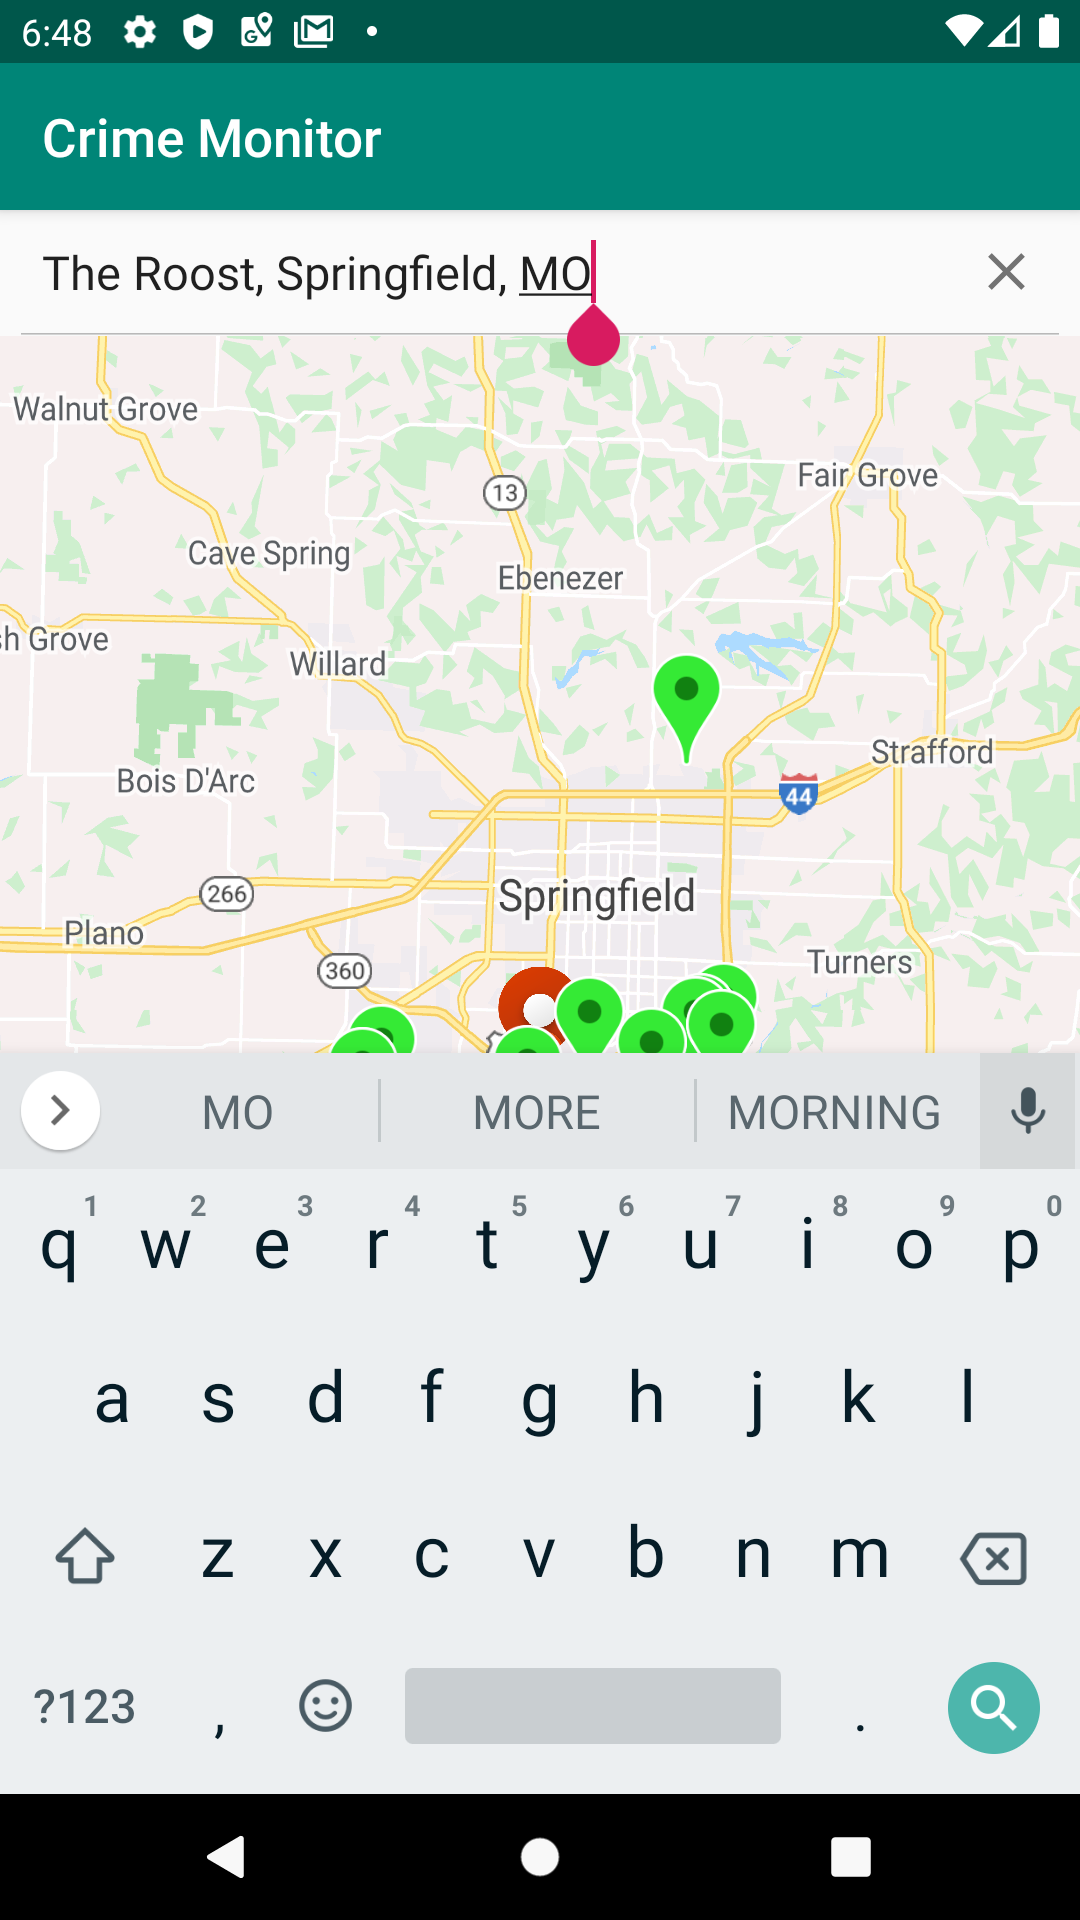 6:48
Crime Monitor
The Roost, Springfield, MO
Walnut Grove
Fair Grove
13
Cave Spring
Ebenezer
sh Grove
Willard
Strafford
Bois D'Arc
44
266
Springfield
Plano
Turners
360
MO MORE MORNING
1 2 3 4 5 6 7 8 9 0
q w e r t y u i o p
a s d f g h j k l
z x c v b n m
?123 , .